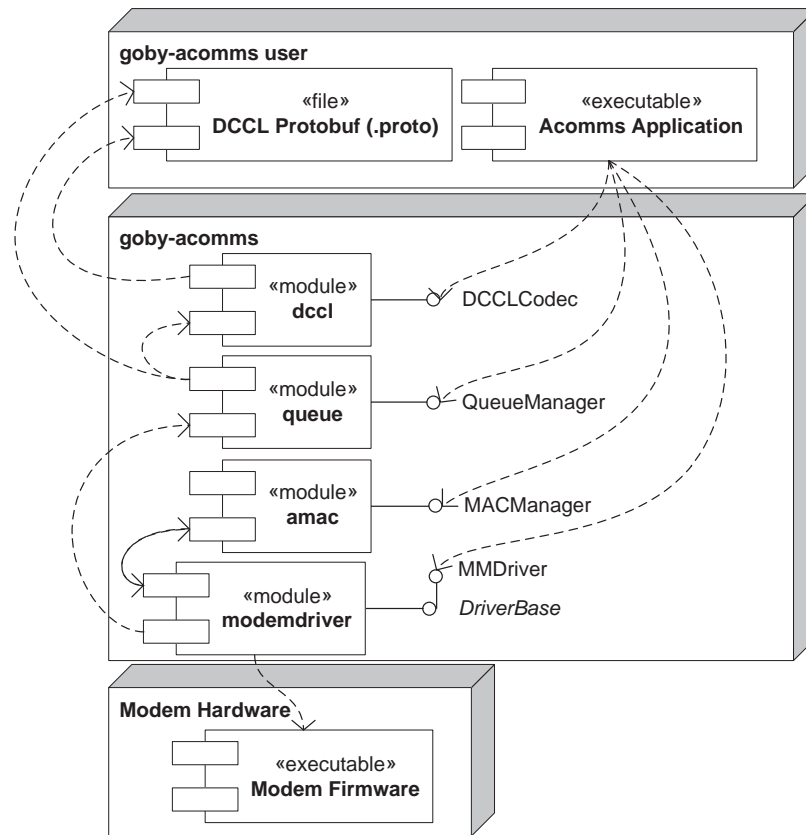 goby-acomms user
«file»
DCCL Protobuf (.proto)
«executable»
Acomms Application
goby-acomms
«module»
dccl
DCCLCodec
«module»
queue
QueueManager
«module»
amac
MACManager
«module»
modemdriver
MMDriver
DriverBase
Modem Hardware
«executable»
Modem Firmware